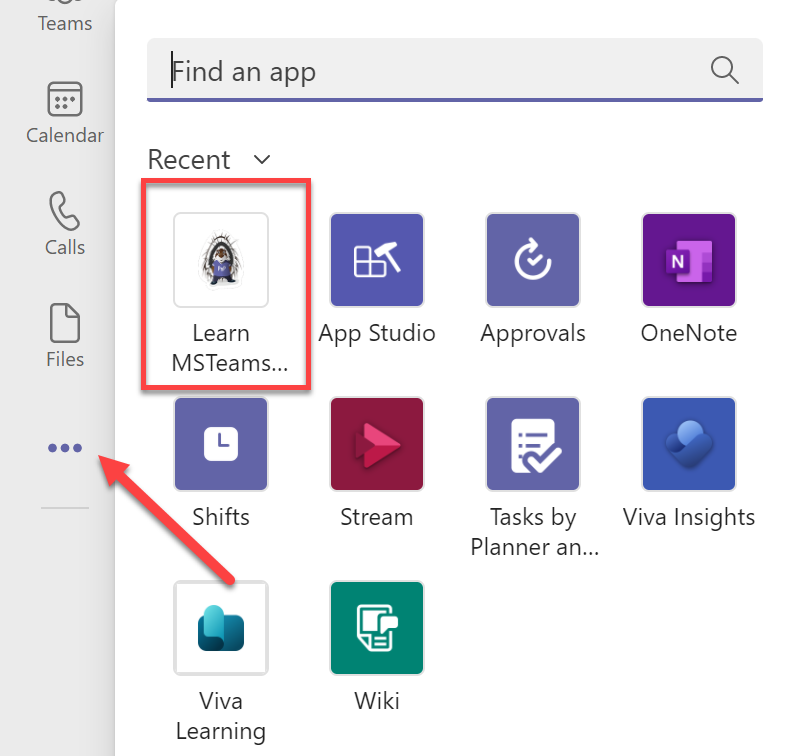 Teams
Calendar
Calls
Files
Find an app
Recent
Learn
MSTeams...
App Studio
Approvals
N
OneNote
Shifts
Stream
Tasks by
Planner an...
Viva Insights
Viva
Learning
Wiki